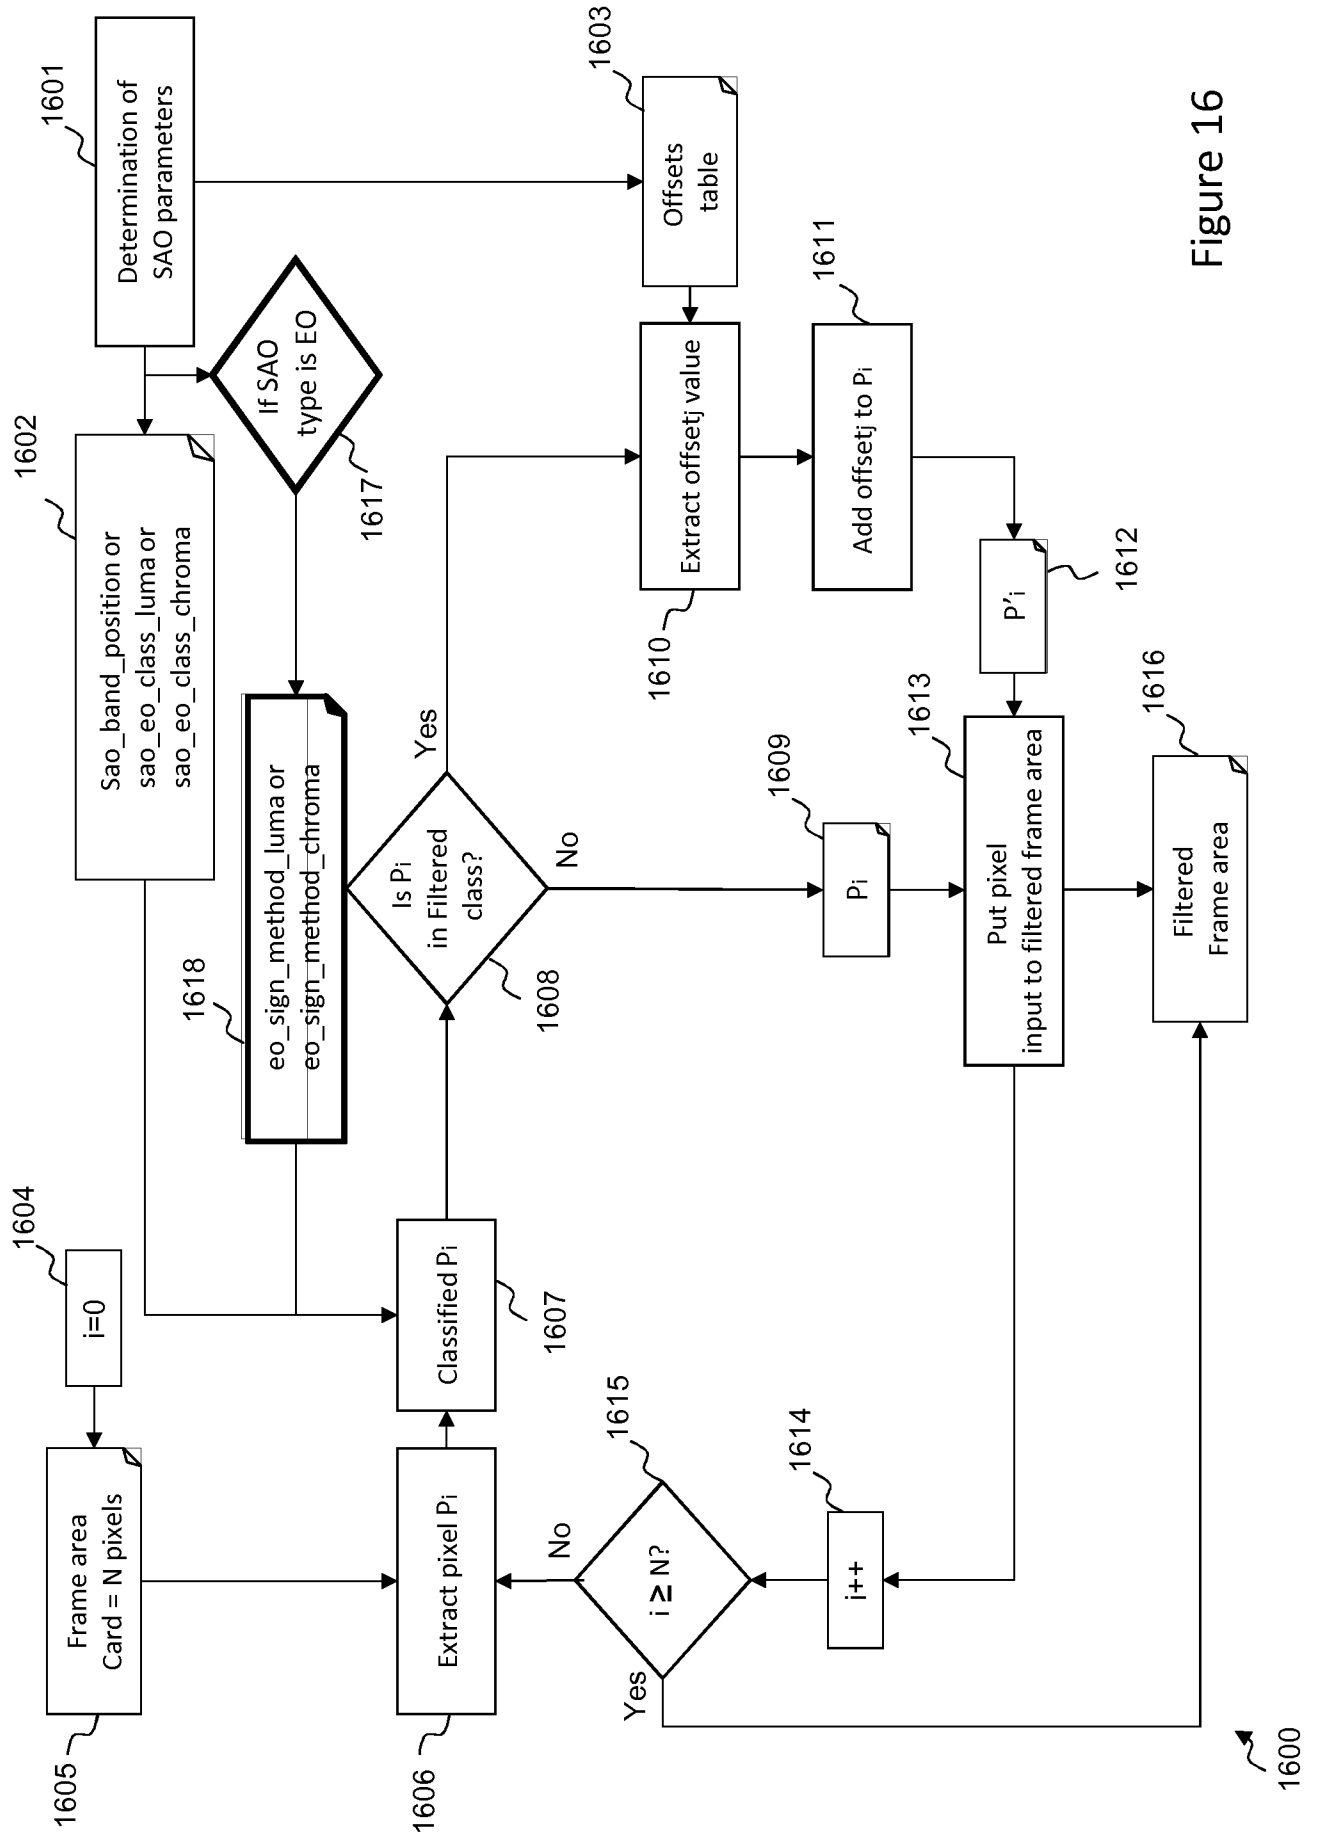 1604
i=0
1602
Sao_band_position or
sao_eo_class_luma or
sao_eo_class_chroma
1601
Determination of
SAO parameters
1605
Frame area
Card = N pixels
1618
eo_sign_method_luma or
eo_sign_method_chroma
If SAO
type is EO
1617
1603
Offsets
table
1606
Extract pixel Pi
Classified Pi
1607
Is Pi
in Filtered
class?
1608
Yes
No
Extract offsetj value
1610
1615
i ≥ N?
No
Yes
1609
Pi
Add offsetj to Pi
1611
1614
i++
1613
Put pixel
input to filtered frame area
P'i
1612
1616
Filtered
Frame area
1600
Figure 16